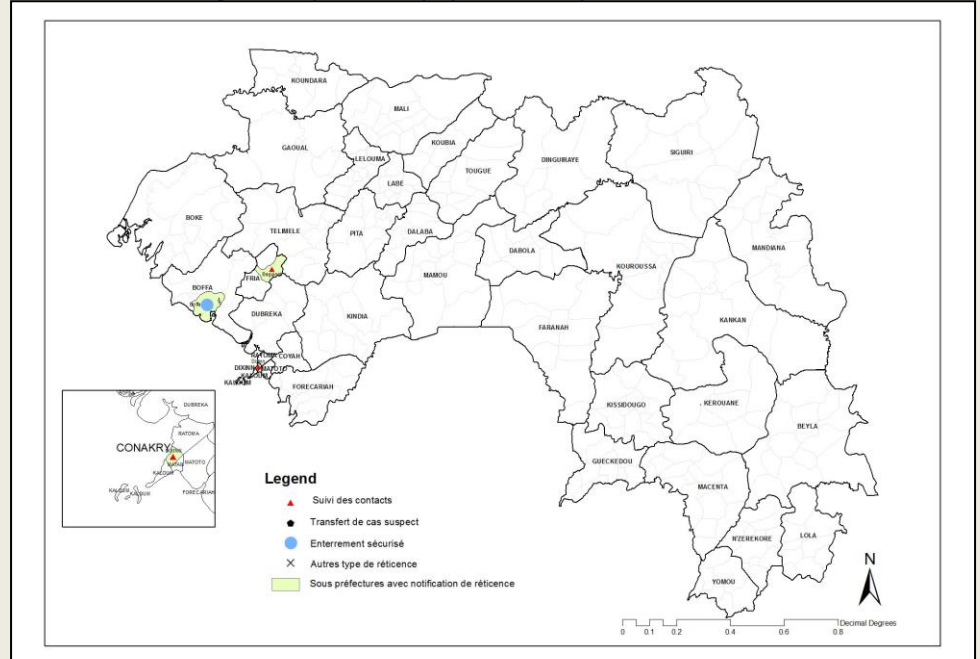 KOUNDARA
MALI
KOUBIA
GAOUAL
LELOUMA
LABE
TOUGUE
DINGUIRAYE
SIGUIRI
BOKE
TELIMELE
PITA
DALABA
DABOLA
MANDIANA
MAMOU
KOUROUSSA
FRIA
BOFFA
DUBREKA
KINDIA
FARANAH
KANKAN
COYAH
FORECARIAH
KISSIDOUGO
KEROUANE
BEYLA
GUECKEDOU
MACENTA
N'ZEREKORE
LOLA
YOMOU
DUBREKA
RATOMA
CONAKRY
MATOTO
KALOUM
KALOUM
KALOUM
FORECARIAH
Legend
Suivi des contacts
Transfert de cas suspect
Enterrement sécurisé
Autres type de réticence
Sous préfectures avec notification de réticence
N
Decimal Degrees
0 0.1 0.2 0.4 0.6 0.8